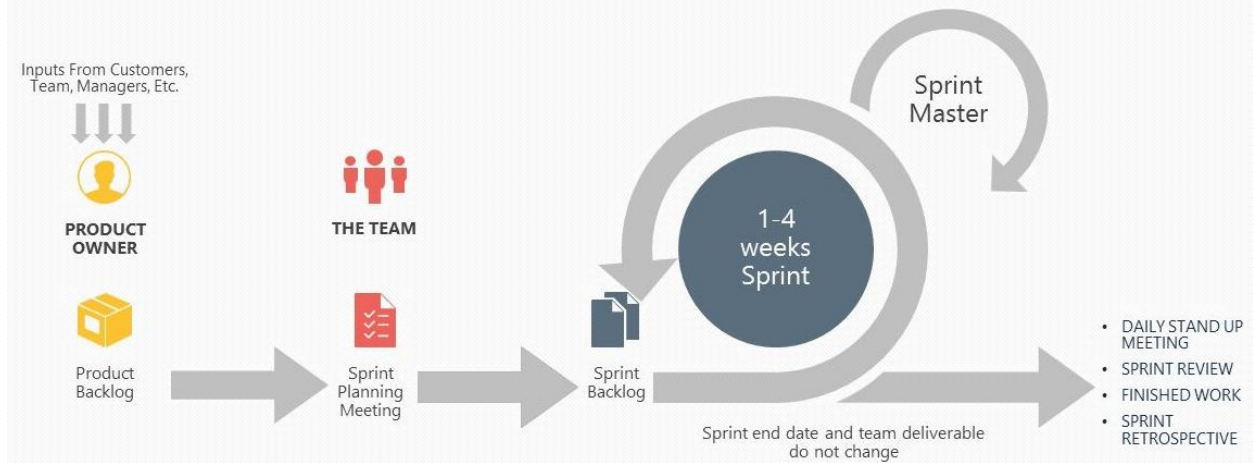 Inputs From Customers,
Team, Managers, Etc.
PRODUCT
OWNER
Product
Backlog
THE TEAM
Sprint
Planning
Meeting
Sprint
Backlog
1-4
weeks
Sprint
Sprint
Master
Sprint end date and team deliverable
do not change
• DAILY STAND UP
MEETING
• SPRINT REVIEW
• FINISHED WORK
• SPRINT
RETROSPECTIVE